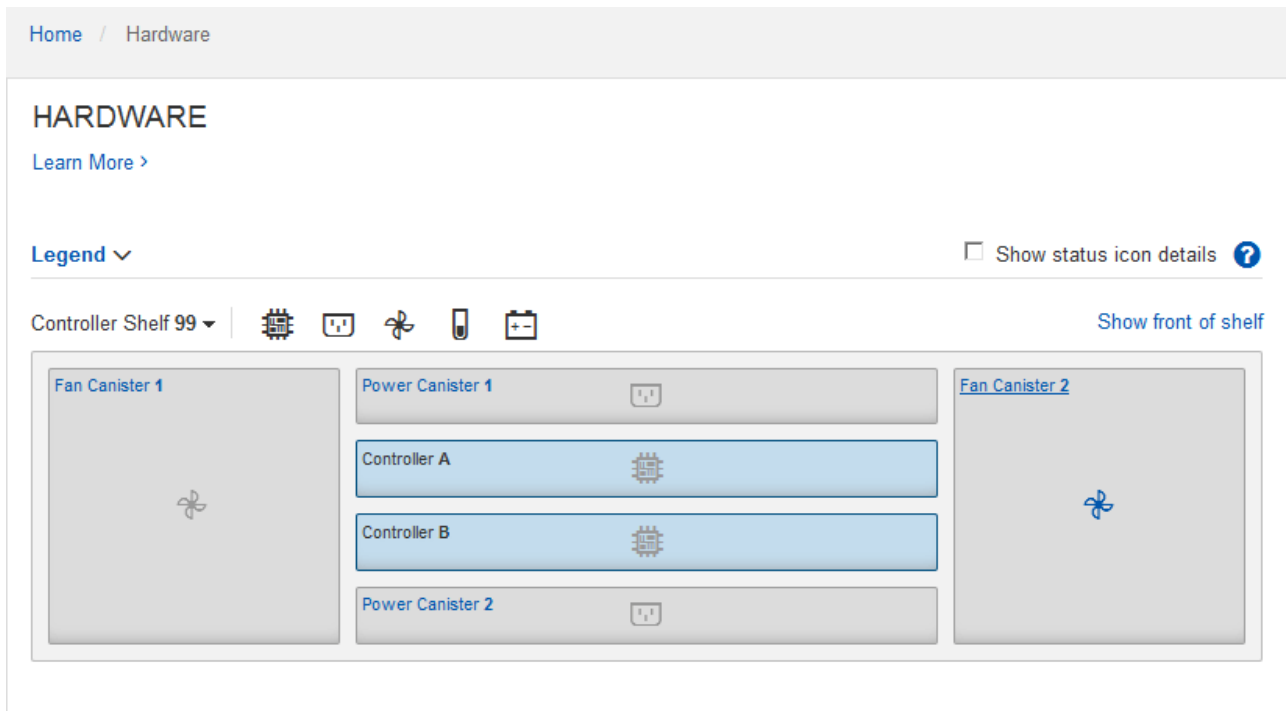 Home / Hardware
HARDWARE
Learn More >
Legend
Show status icon details ?
Controller Shelf 99
Show front of shelf
Fan Canister 1
Power Canister 1
Controller A
Controller B
Power Canister 2
Fan Canister 2